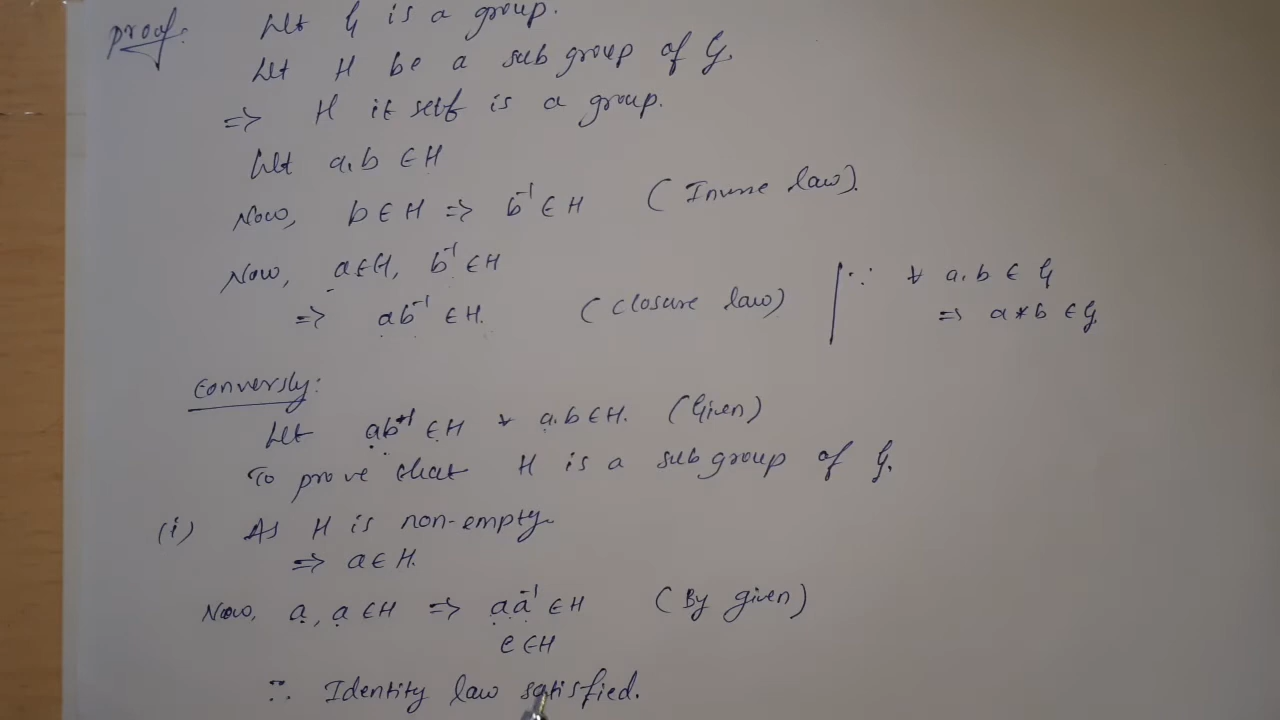 proof: Let G is a group.
Let H be a sub group of G.
=> H it self is a group.
Let a, b ∈ H
Now, b ∈ H => b⁻¹ ∈ H (Inverse law).
Now, a ∈ H, b⁻¹ ∈ H
=> ab⁻¹ ∈ H. (closure law) ∵ ∀ a, b ∈ G
=> a * b ∈ G.
Conversly:
Let ab⁻¹ ∈ H ∀ a, b ∈ H. (Given)
To prove that H is a sub group of G.
(i) As H is non-empty.
=> a ∈ H.
Now, a, a ∈ H => aa⁻¹ ∈ H (By given)
e ∈ H
∴ Identity law satisfied.